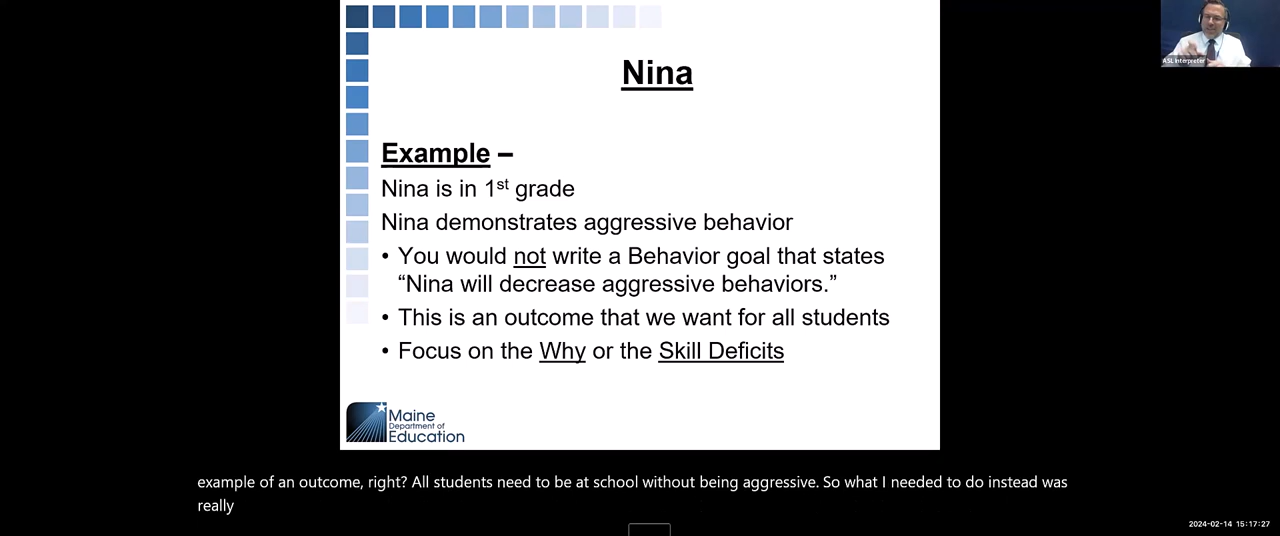 Nina
Example –
Nina is in 1st grade
Nina demonstrates aggressive behavior
• You would not write a Behavior goal that states
“Nina will decrease aggressive behaviors.”
• This is an outcome that we want for all students
• Focus on the Why or the Skill Deficits
Maine
Department of
Education
ASL Interpreter
example of an outcome, right? All students need to be at school without being aggressive. So what I needed to do instead was
really
2024-02-14 15:17:27